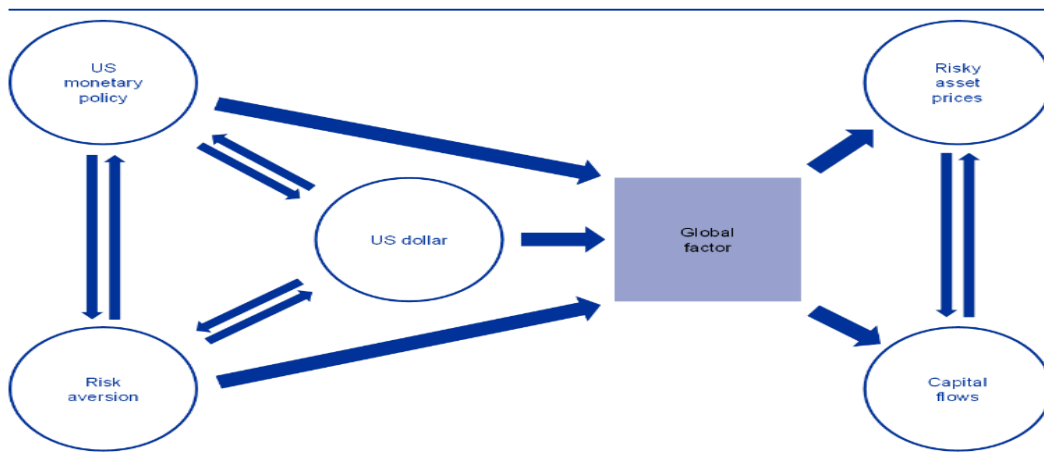 US
monetary
policy
Risky
asset
prices
US dollar
Global
factor
Risk
aversion
Capital
flows